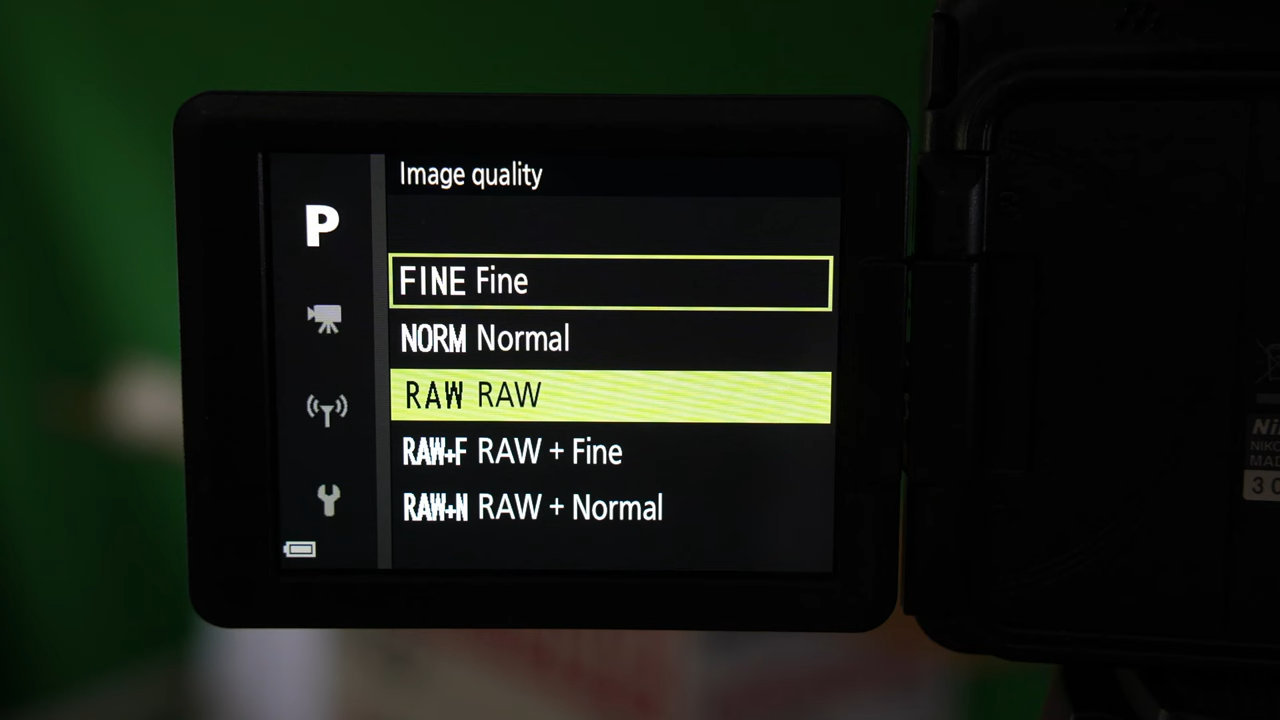 Image quality
P
FINE Fine
NORM Normal
RAW RAW
RAW+F RAW + Fine
RAW+N RAW + Normal